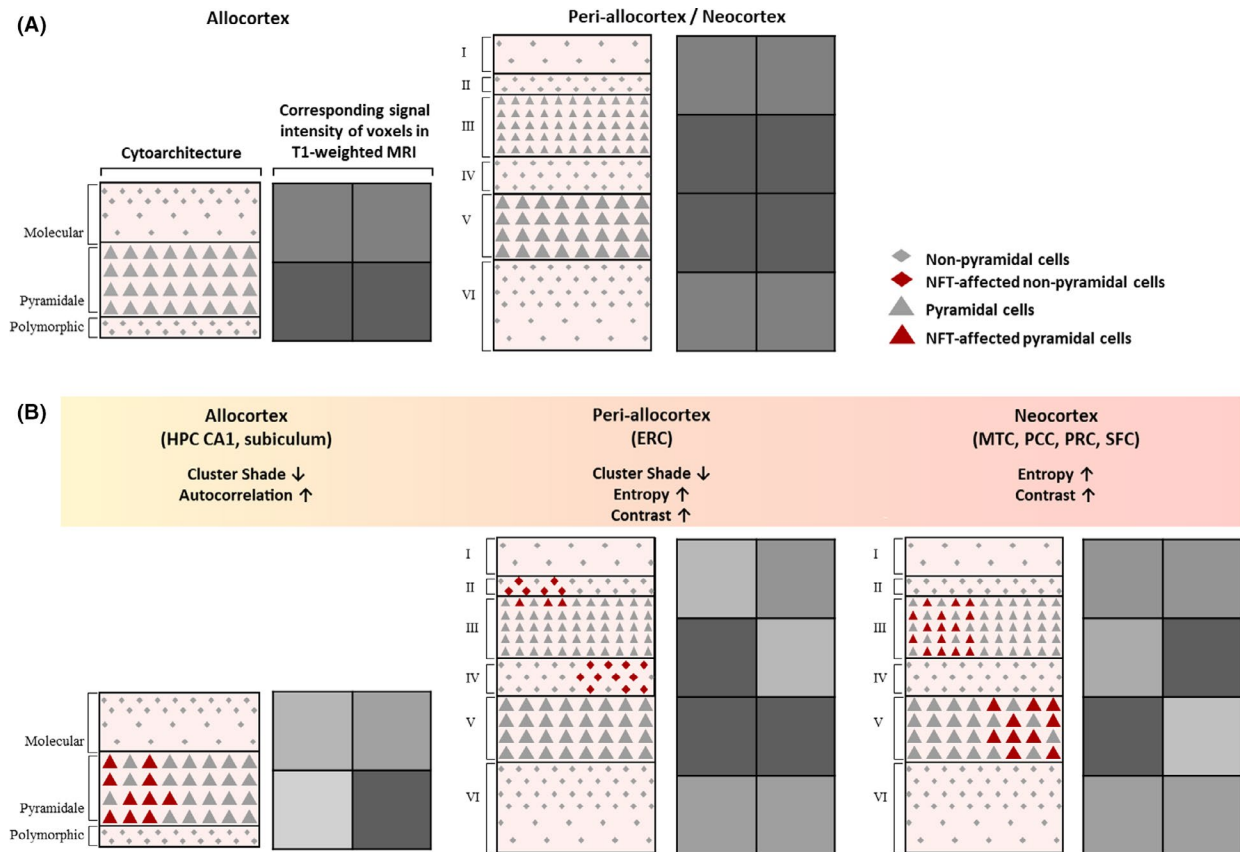 (A)
Allocortex
Peri-allocortex / Neocortex
Cytoarchitecture
Corresponding signal
intensity of voxels in
T1-weighted MRI
Molecular
Pyramidale
Polymorphic
I
II
III
IV
V
VI
Non-pyramidal cells
NFT-affected non-pyramidal cells
Pyramidal cells
NFT-affected pyramidal cells
(B)
Allocortex
(HPC CA1, subiculum)
Cluster Shade ↓
Autocorrelation ↑
Peri-allocortex
(ERC)
Cluster Shade ↓
Entropy ↑
Contrast ↑
Neocortex
(MTC, PCC, PRC, SFC)
Entropy ↑
Contrast ↑
Molecular
Pyramidale
Polymorphic
I
II
III
IV
V
VI
I
II
III
IV
V
VI